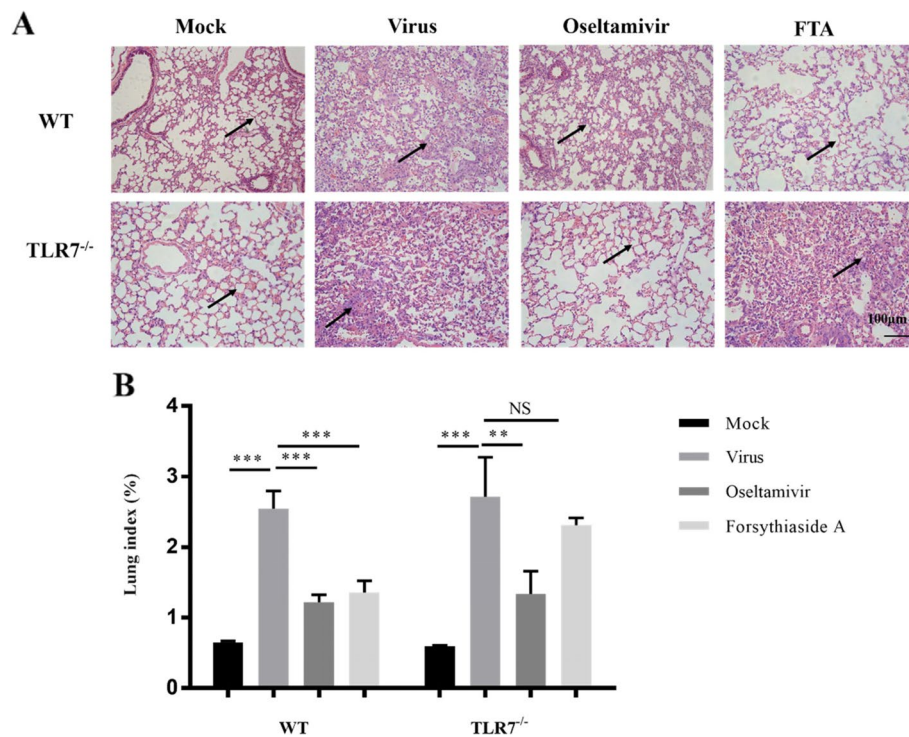 A
Mock Virus Oseltamivir FTA
WT
TLR7-/-
100μm
B
4
3
2
1
0
Lung index (%)
*** *** ***
*** ** NS
WT TLR7-/-
Mock
Virus
Oseltamivir
Forsythiaside A